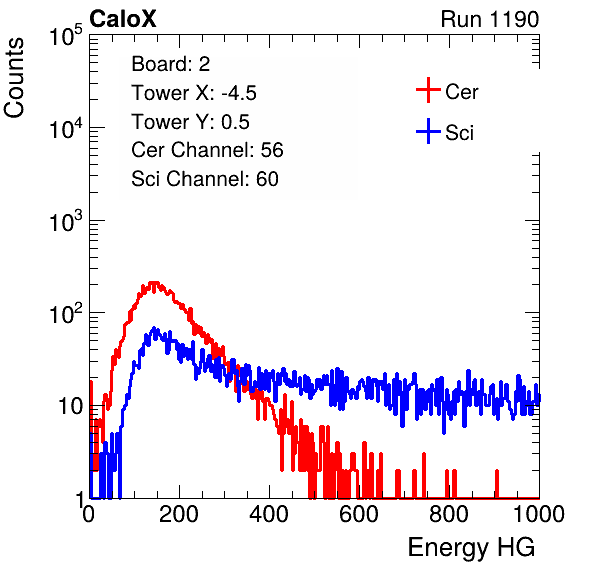 CaloX Run 1190
Counts
Board: 2
Tower X: -4.5
Tower Y: 0.5
Cer Channel: 56
Sci Channel: 60
Cer
Sci
10^5
10^4
10^3
10^2
10
1
0 200 400 600 800 1000
Energy HG